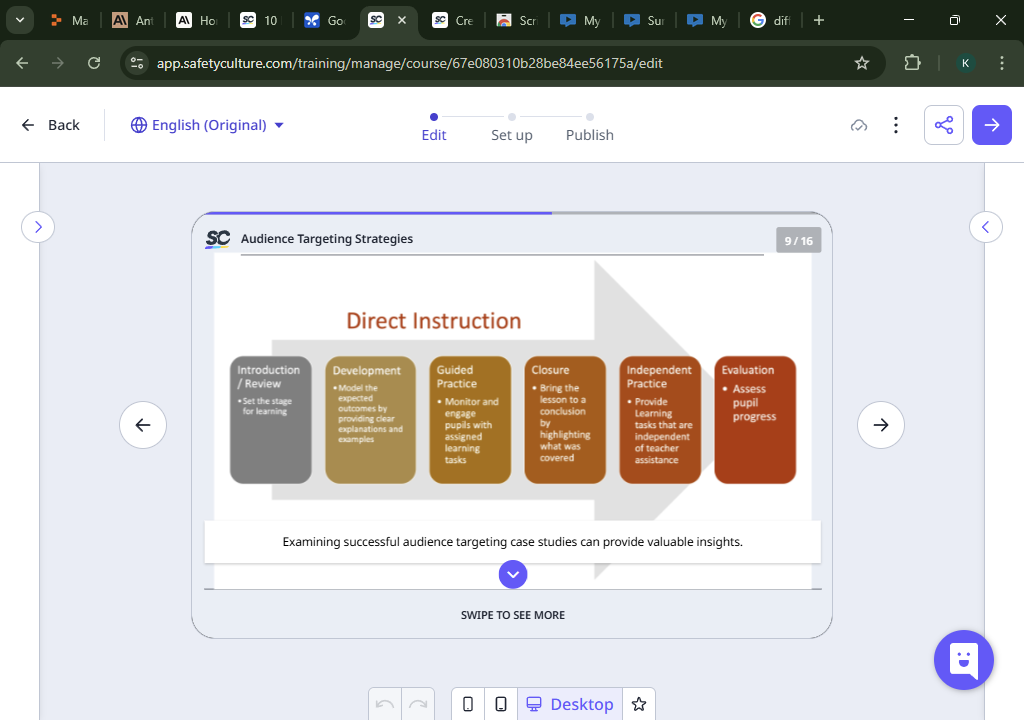 Ma
Ant
Ho
10
Goo
Cre
Scri
My
Sur
My
diff
app.safetyculture.com/training/manage/course/67e080310b28be84ee56175a/edit
K
Back
English (Original)
Edit
Set up
Publish
SC
Audience Targeting Strategies
9 / 16
Direct Instruction
Introduction
/ Review
• Set the stage
for learning
Development
• Model the
expected
outcomes by
providing clear
explanations and
examples
Guided
Practice
• Monitor and
engage
pupils with
assigned
learning
tasks
Closure
• Bring the
lesson to a
conclusion
by
highlighting
what was
covered
Independent
Practice
• Provide
Learning
tasks that are
independent
of teacher
assistance
Evaluation
• Assess
pupil
progress
Examining successful audience targeting case studies can provide valuable insights.
SWIPE TO SEE MORE
Desktop